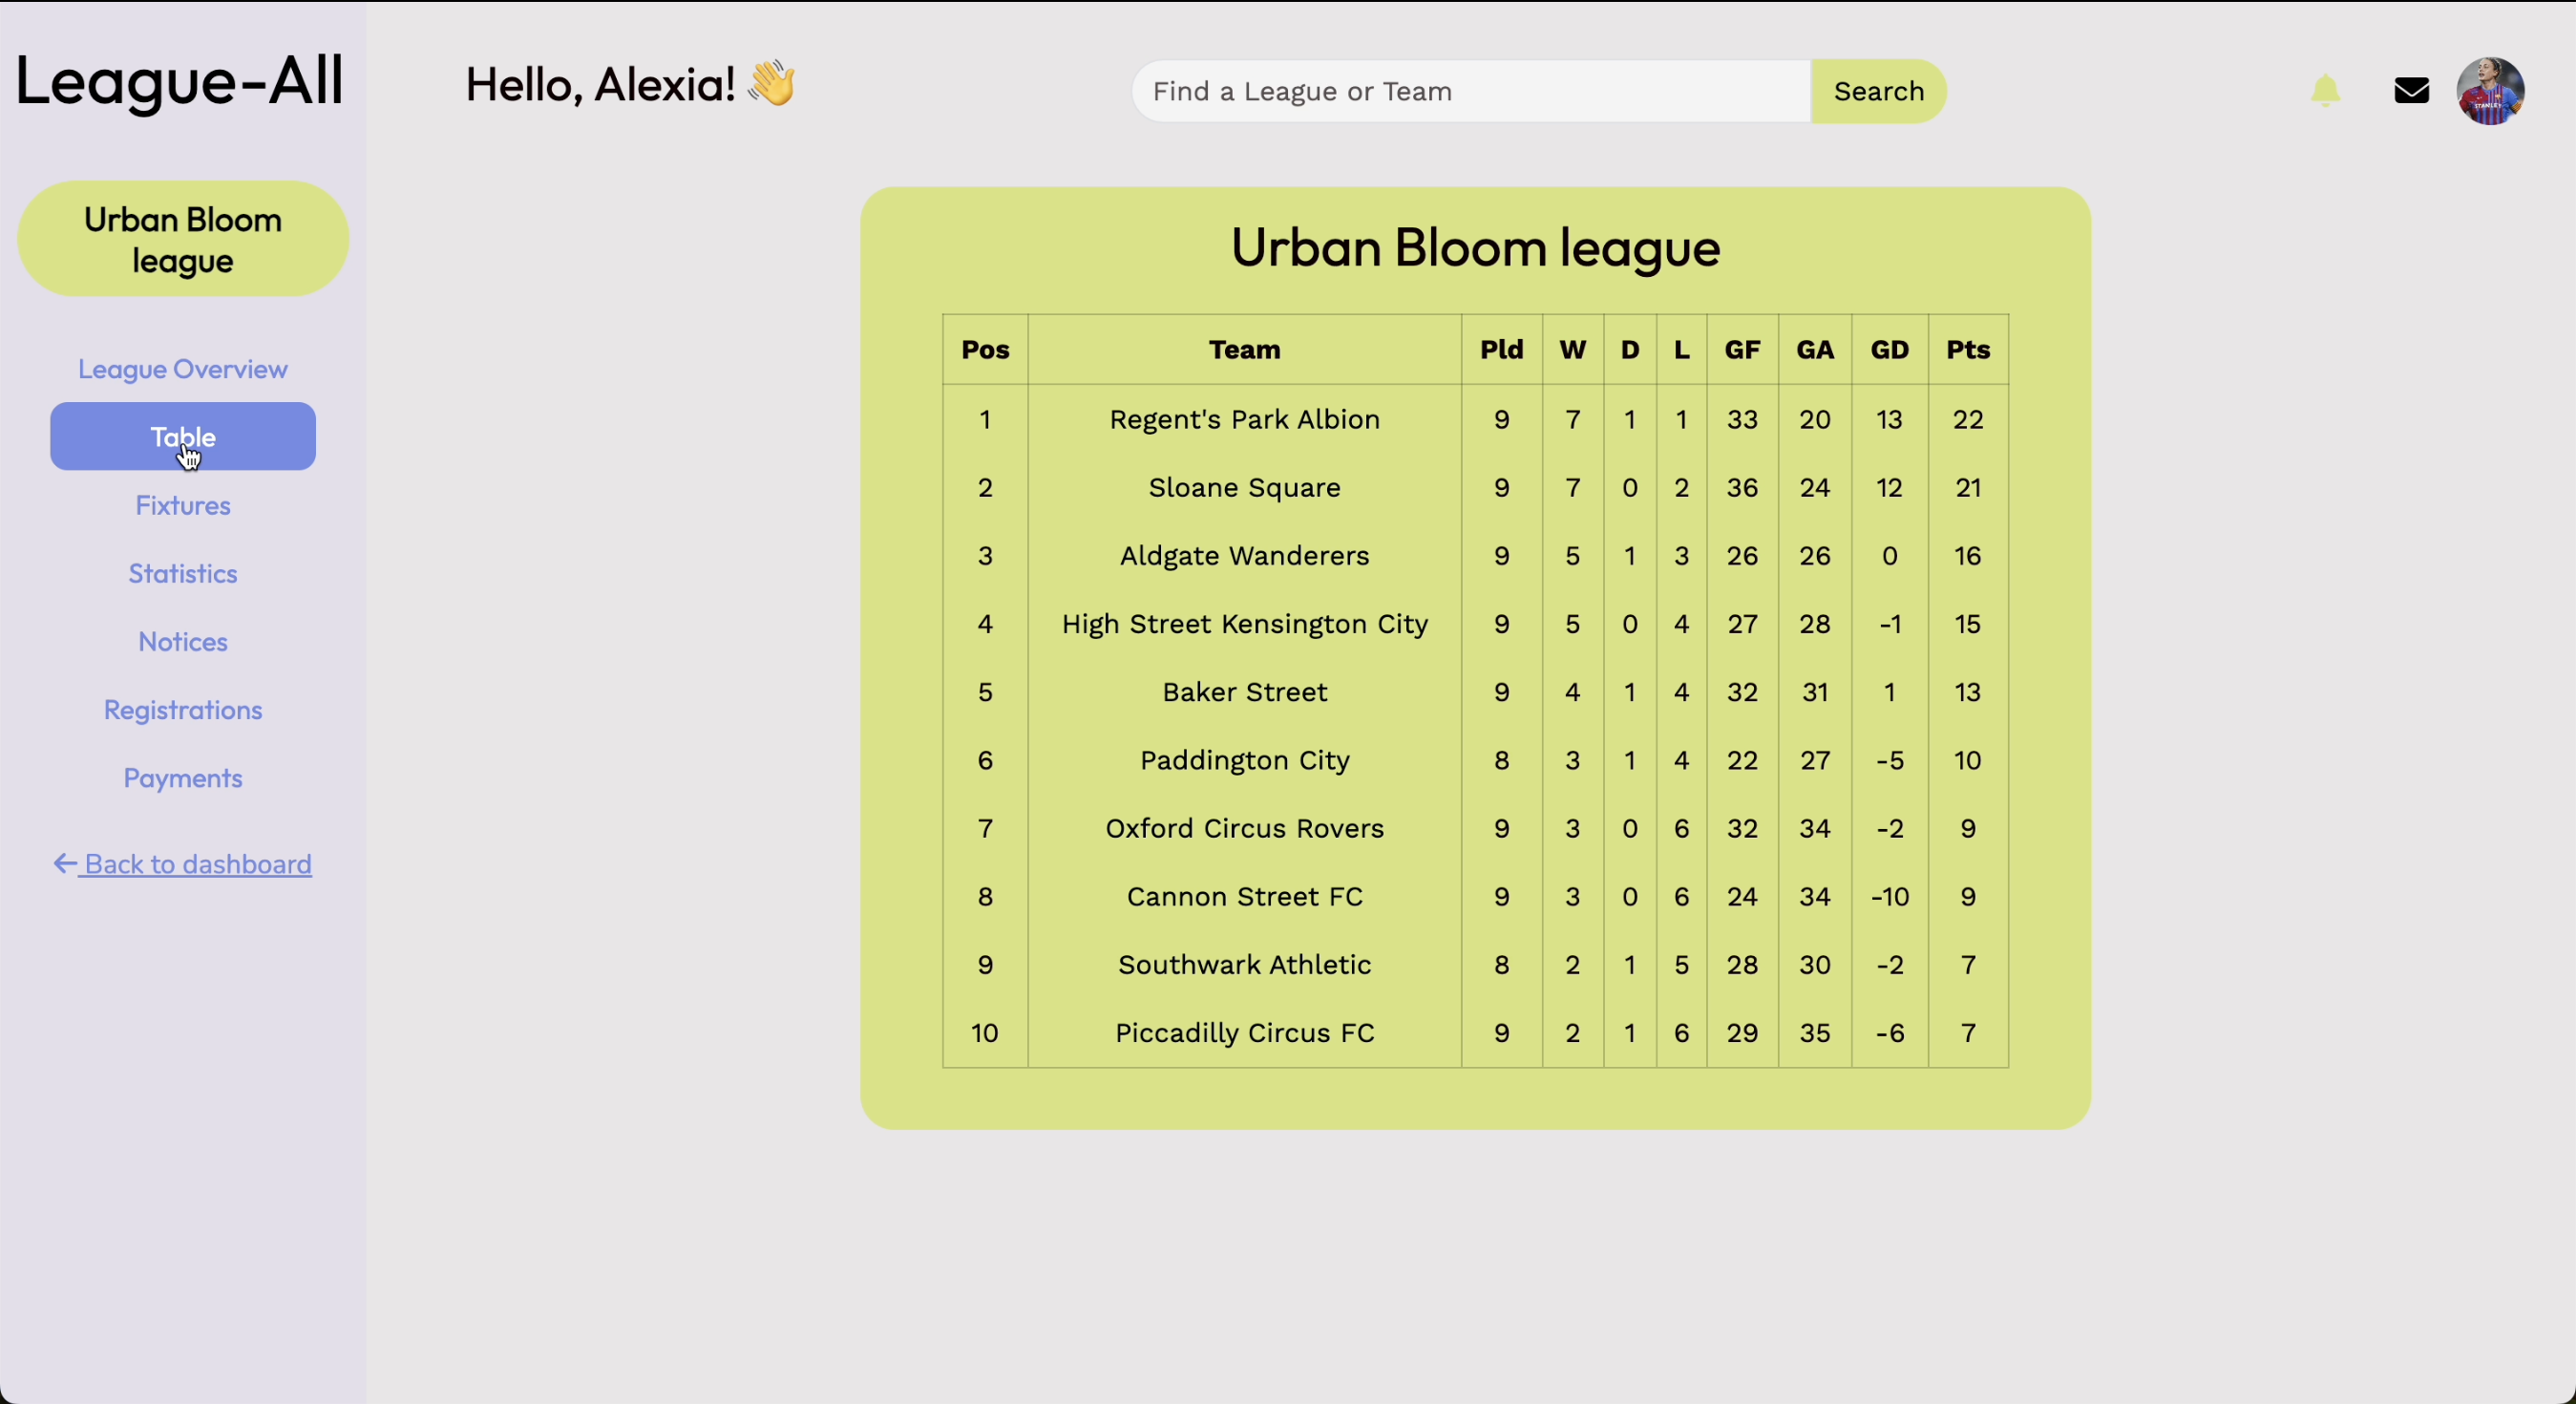 League-All
Hello, Alexia! 👋
Find a League or Team
Search
Urban Bloom
league
League Overview
Table
Fixtures
Statistics
Notices
Registrations
Payments
← Back to dashboard
Urban Bloom league
Pos Team Pld W D L GF GA GD Pts
1 Regent's Park Albion 9 7 1 1 33 20 13 22
2 Sloane Square 9 7 0 2 36 24 12 21
3 Aldgate Wanderers 9 5 1 3 26 26 0 16
4 High Street Kensington City 9 5 0 4 27 28 -1 15
5 Baker Street 9 4 1 4 32 31 1 13
6 Paddington City 8 3 1 4 22 27 -5 10
7 Oxford Circus Rovers 9 3 0 6 32 34 -2 9
8 Cannon Street FC 9 3 0 6 24 34 -10 9
9 Southwark Athletic 8 2 1 5 28 30 -2 7
10 Piccadilly Circus FC 9 2 1 6 29 35 -6 7